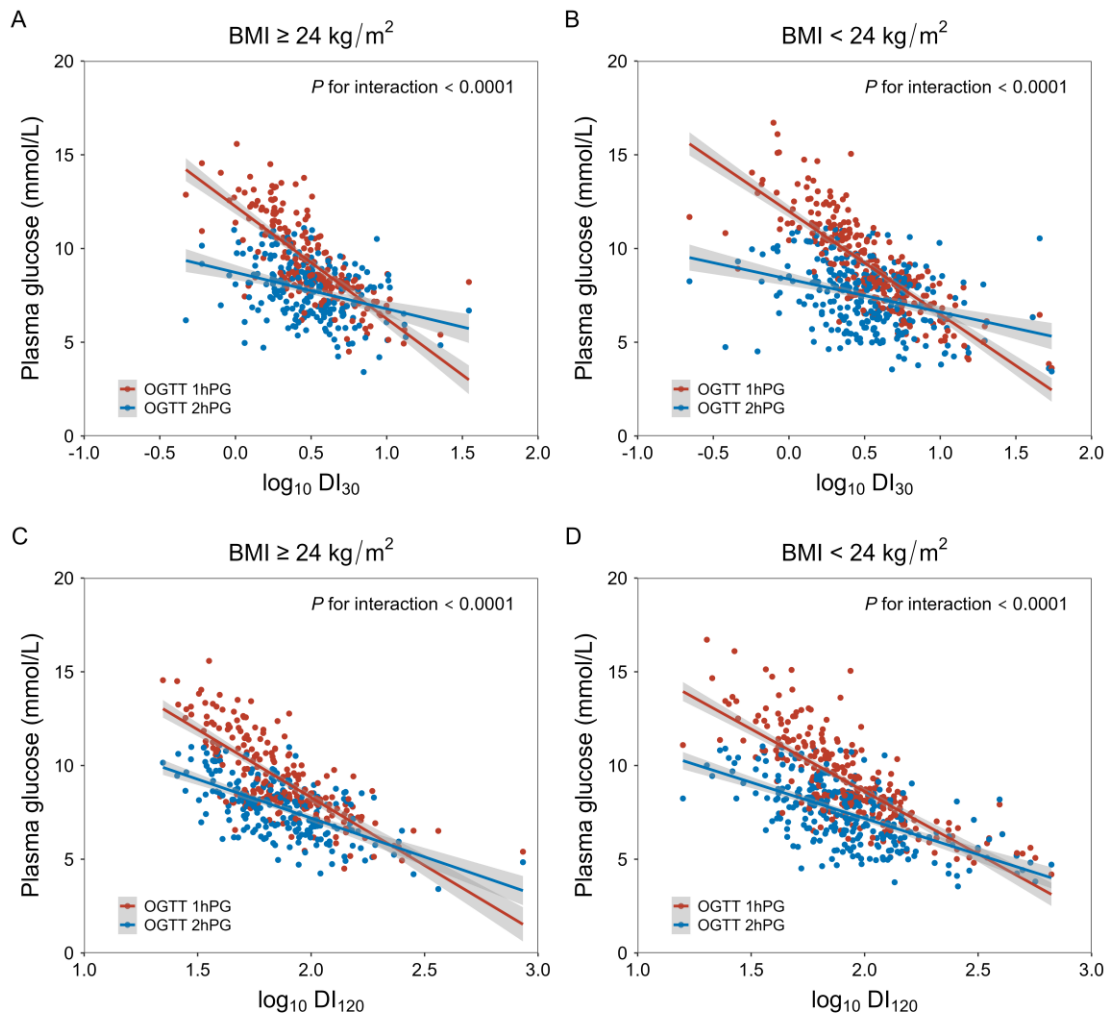 A
BMI ≥ 24 kg/m²
P for interaction < 0.0001
Plasma glucose (mmol/L)
20
15
10
5
0
OGTT 1hPG
OGTT 2hPG
-1.0 -0.5 0.0 0.5 1.0 1.5 2.0
log₁₀ DI₃₀
B
BMI < 24 kg/m²
P for interaction < 0.0001
Plasma glucose (mmol/L)
20
15
10
5
0
OGTT 1hPG
OGTT 2hPG
-1.0 -0.5 0.0 0.5 1.0 1.5 2.0
log₁₀ DI₃₀
C
BMI ≥ 24 kg/m²
P for interaction < 0.0001
Plasma glucose (mmol/L)
20
15
10
5
0
OGTT 1hPG
OGTT 2hPG
1.0 1.5 2.0 2.5 3.0
log₁₀ DI₁₂₀
D
BMI < 24 kg/m²
P for interaction < 0.0001
Plasma glucose (mmol/L)
20
15
10
5
0
OGTT 1hPG
OGTT 2hPG
1.0 1.5 2.0 2.5 3.0
log₁₀ DI₁₂₀